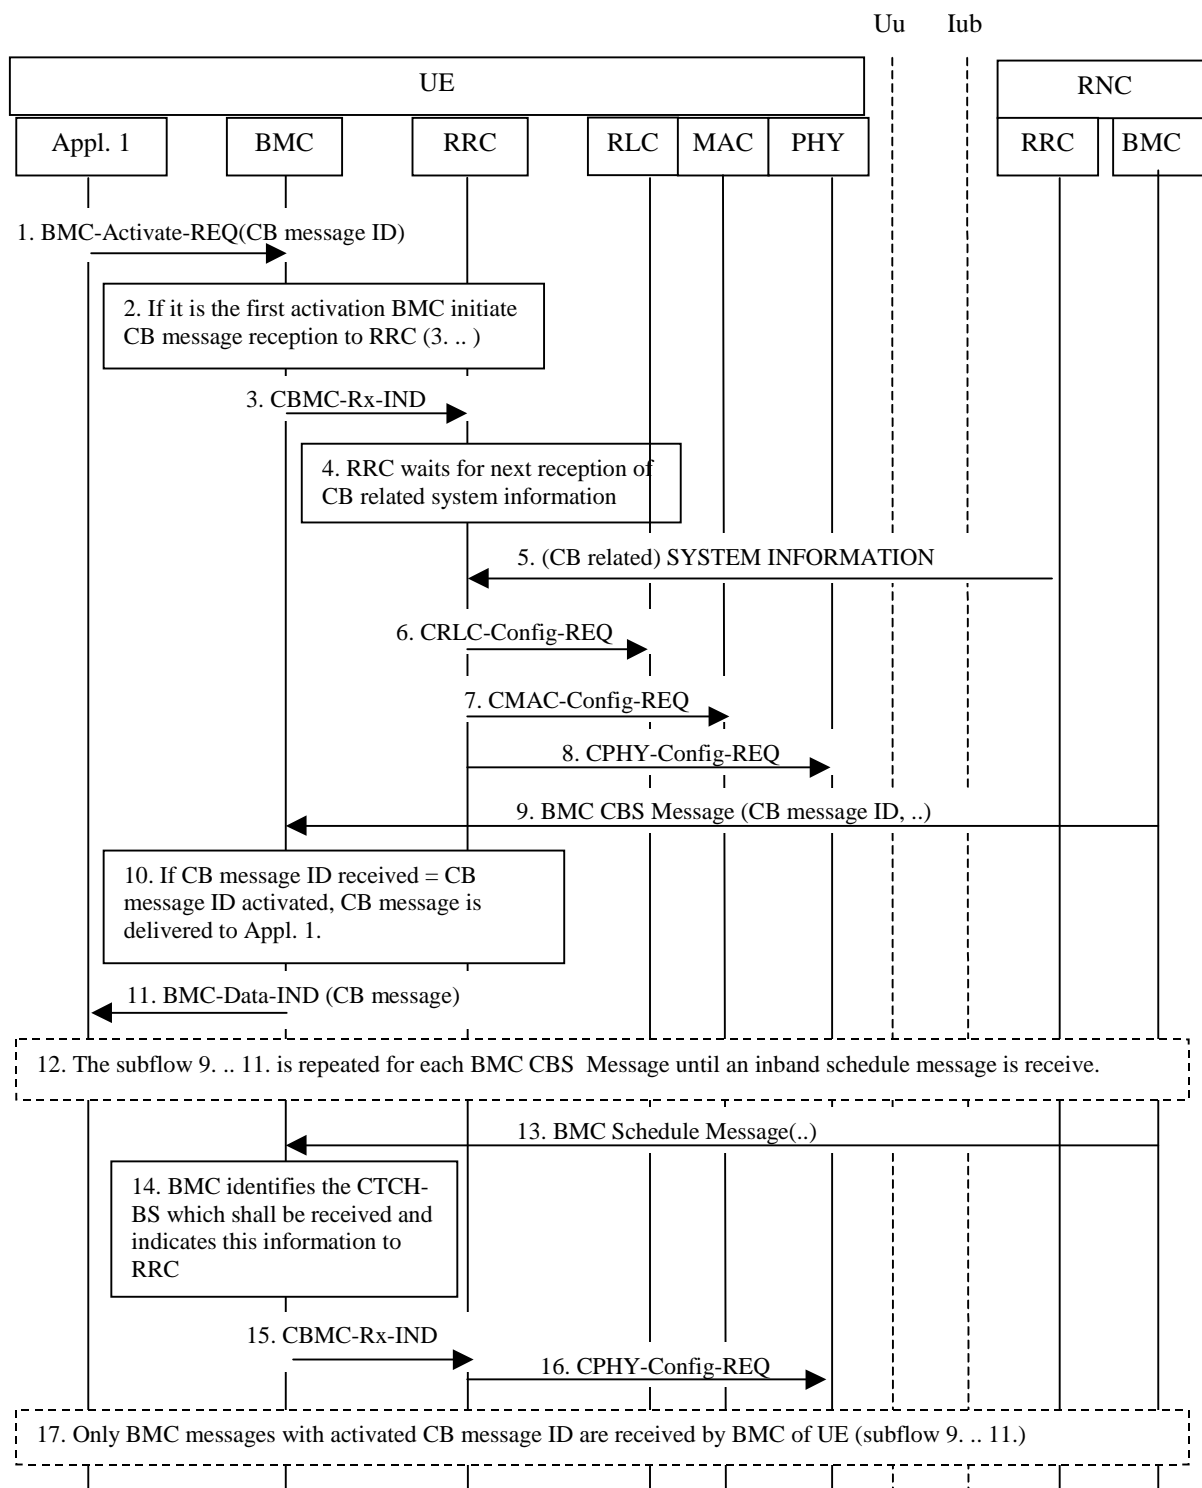 Uu Iub
UE
RNC
Appl. 1 BMC RRC RLC MAC PHY RRC BMC
1. BMC-Activate-REQ(CB message ID)
2. If it is the first activation BMC initiate
CB message reception to RRC (3. .. )
3. CBMC-Rx-IND
4. RRC waits for next reception of
CB related system information
5. (CB related) SYSTEM INFORMATION
6. CRLC-Config-REQ
7. CMAC-Config-REQ
8. CPHY-Config-REQ
9. BMC CBS Message (CB message ID, ..)
10. If CB message ID received = CB
message ID activated, CB message is
delivered to Appl. 1.
11. BMC-Data-IND (CB message)
12. The subflow 9. .. 11. is repeated for each BMC CBS  Message until an inband schedule message is receive.
13. BMC Schedule Message(..)
14. BMC identifies the CTCH-
BS which shall be received and
indicates this information to
RRC
15. CBMC-Rx-IND
16. CPHY-Config-REQ
17. Only BMC messages with activated CB message ID are received by BMC of UE (subflow 9. .. 11.)